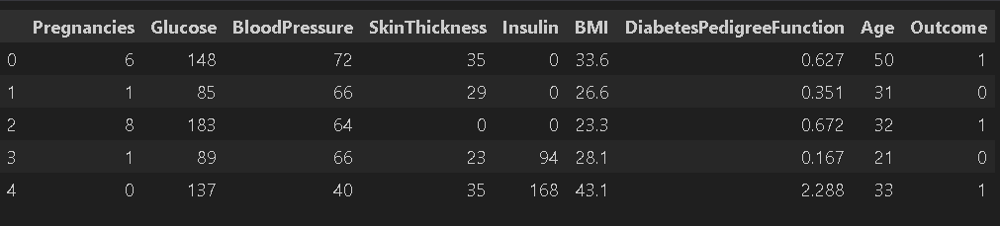 Pregnancies Glucose BloodPressure SkinThickness Insulin BMI DiabetesPedigreeFunction Age Outcome
0 6 148 72 35 0 33.6 0.627 50 1
1 1 85 66 29 0 26.6 0.351 31 0
2 8 183 64 0 0 23.3 0.672 32 1
3 1 89 66 23 94 28.1 0.167 21 0
4 0 137 40 35 168 43.1 2.288 33 1